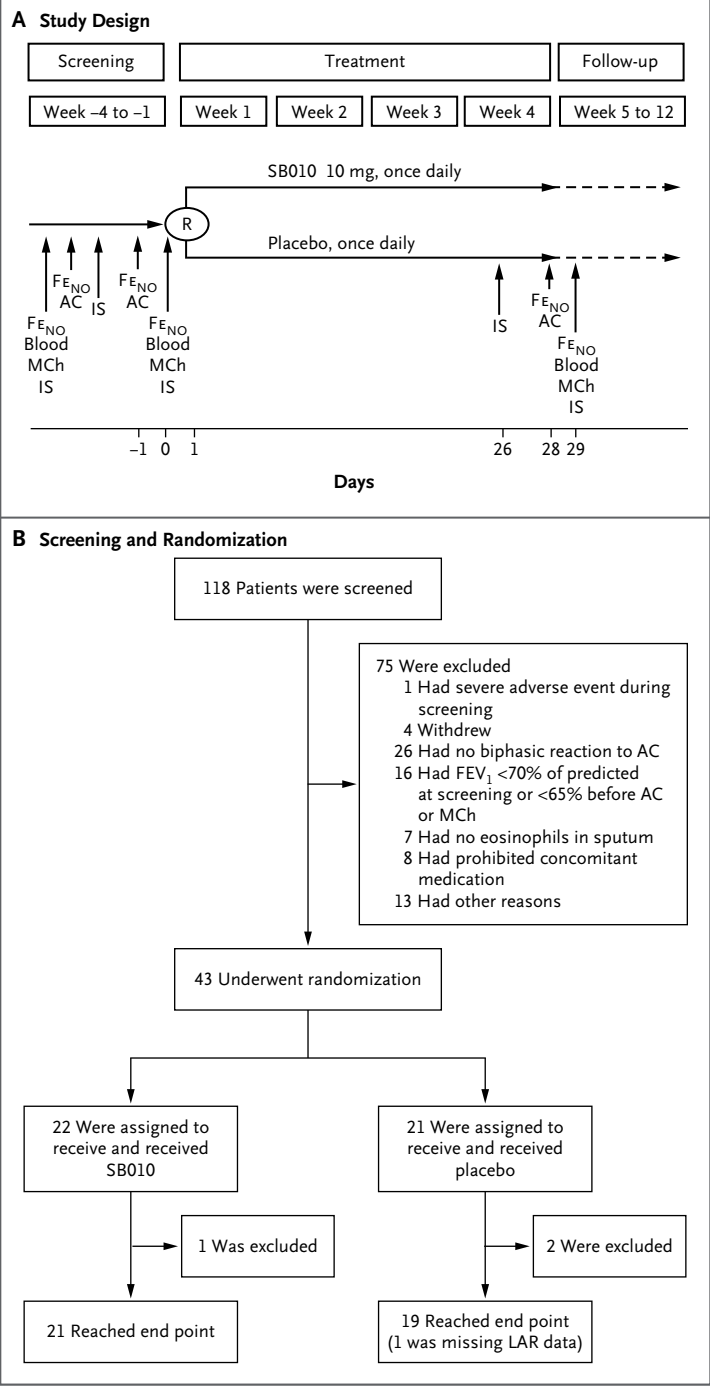 A Study Design
Screening
Treatment
Follow-up
Week –4 to –1
Week 1
Week 2
Week 3
Week 4
Week 5 to 12
SB010 10 mg, once daily
R
Placebo, once daily
FENO
Blood
MCh
IS
FENO
AC
IS
FENO
AC
FENO
Blood
MCh
IS
IS
FENO
AC
FENO
Blood
MCh
IS
–1
0
1
26
28
29
Days
B Screening and Randomization
118 Patients were screened
75 Were excluded
1 Had severe adverse event during
screening
4 Withdrew
26 Had no biphasic reaction to AC
16 Had FEV1 <70% of predicted
at screening or <65% before AC
or MCh
7 Had no eosinophils in sputum
8 Had prohibited concomitant
medication
13 Had other reasons
43 Underwent randomization
22 Were assigned to
receive and received
SB010
21 Were assigned to
receive and received
placebo
1 Was excluded
2 Were excluded
21 Reached end point
19 Reached end point
(1 was missing LAR data)